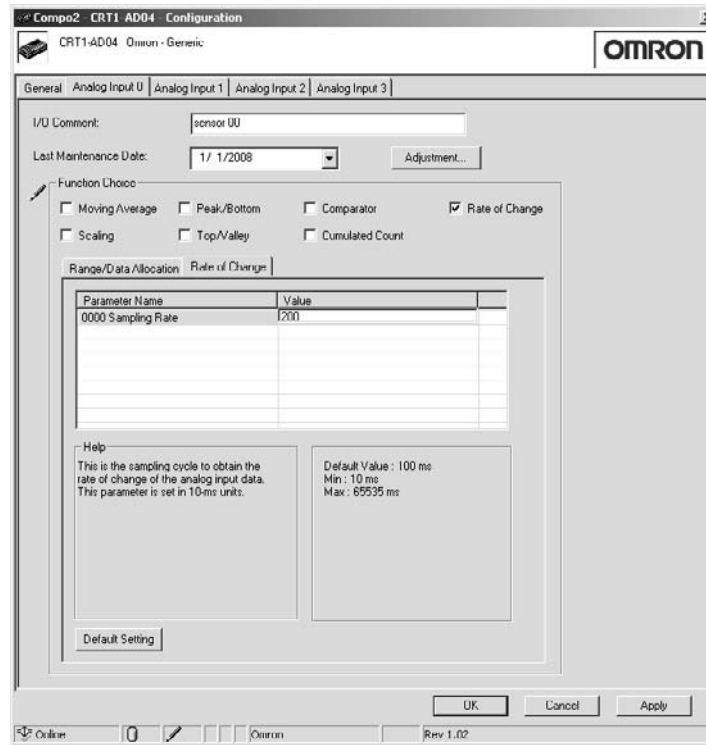 Compo2 - CRT1-AD04 - Configuration
CRT1-AD04 Omron - Generic
OMRON
General Analog Input 0 Analog Input 1 Analog Input 2 Analog Input 3
I/O Comment: sensor 00
Last Maintenance Date: 1/ 1/2008 Adjustment...
Function Choice
Moving Average Peak/Bottom Comparator Rate of Change
Scaling Top/Valley Cumulated Count
Range/Data Allocation Rate of Change
Parameter Name Value
0000 Sampling Rate 200
Help
This is the sampling cycle to obtain the
rate of change of the analog input data.
This parameter is set in 10-ms units.
Default Value : 100 ms
Min : 10 ms
Max : 65535 ms
Default Setting
OK Cancel Apply
Online Omron Rev 1.02